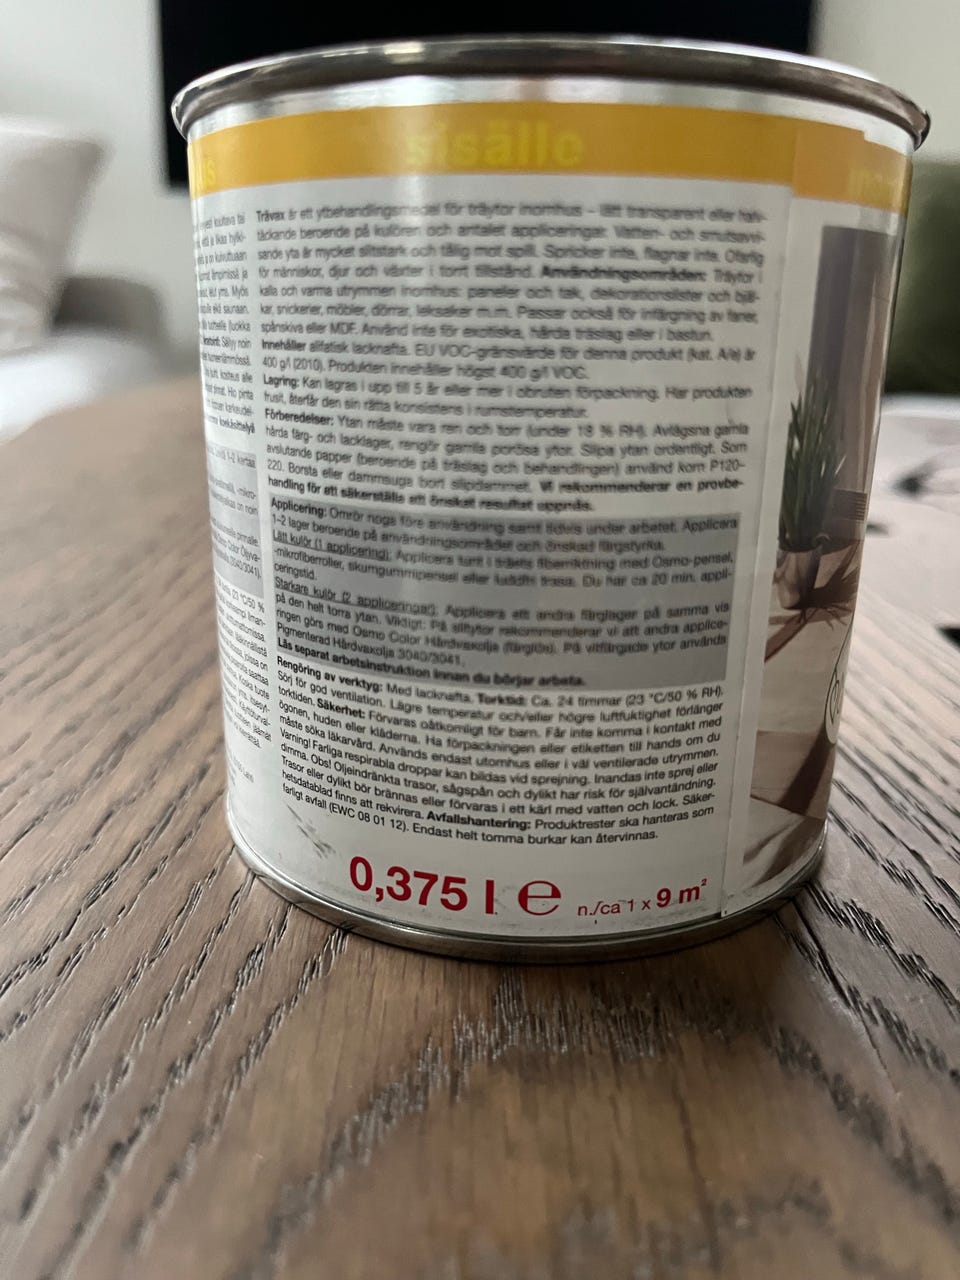 sisälle
Trävax är ett ytbehandlingsmedel för träytor inomhus – lätt transparent eller halv-
täckande beroende på kulören och antalet appliceringar. Vatten- och smutsavvi-
sande yta är mycket slitstark och tålig mot spill. Spricker inte, flagnar inte. Ofarlig
för människor, djur och växter i torrt tillstånd. Användningsområden: Träytor i
kalla och varma utrymmen inomhus: paneler och tak, dekorationslister och bjäl-
kar, snickerier, möbler, dörrar, leksaker m.m. Passar också för infärgning av faner,
spånskiva eller MDF. Använd inte för exotiska, hårda träslag eller i bastun.
Innehåller alifatisk lacknafta. EU VOC-gränsvärde för denna produkt (kat. A/e) är
400 g/l (2010). Produkten innehåller högst 400 g/l VOC.
Lagring: Kan lagras i upp till 5 år eller mer i obruten förpackning. Har produkten
frusit, återfår den sin rätta konsistens i rumstemperatur.
Förberedelser: Ytan måste vara ren och torr (under 18 % RH). Avlägsna gamla
hårda färg- och lacklager, rengör gamla porösa ytor. Slipa ytan ordentligt. Som
avslutande papper (beroende på träslag och behandlingen) använd korn P120-
220. Borsta eller dammsuga bort slipdammet. Vi rekommenderar en provbe-
handling för att säkerställa att önskat resultat uppnås.
Applicering: Omrör noga före användning samt tidvis under arbetet. Applicera
1–2 lager beroende på användningsområdet och önskad färgstyrka.
Lätt kulör (1 applicering): Applicera tunt i träets fiberriktning med Osmo-pensel,
-mikrofiberroller, skumgummipensel eller luddfri trasa. Du har ca 20 min. appli-
ceringstid.
Starkare kulör (2 appliceringar): Applicera ett andra färglager på samma vis
på den helt torra ytan. Viktigt: På slitytor rekommenderar vi att andra applice-
ringen görs med Osmo Color Hårdvaxolja (färglös). På vitfärgade ytor använda
Pigmenterad Hårdvaxolja 3040/3041.
Läs separat arbetsinstruktion innan du börjar arbeta.
Rengöring av verktyg: Med lacknafta. Torktid: Ca. 24 timmar (23 °C/50 % RH).
Sörj för god ventilation. Lägre temperatur och/eller högre luftfuktighet förlänger
torktiden. Säkerhet: Förvaras oåtkomligt för barn. Får inte komma i kontakt med
ögonen, huden eller kläderna. Ha förpackningen eller etiketten till hands om du
måste söka läkarvård. Används endast utomhus eller i väl ventilerade utrymmen.
Varning! Farliga respirabla droppar kan bildas vid sprejning. Inandas inte sprej eller
dimma. Obs! Oljeindränkta trasor, sågspån och dylikt har risk för självantändning.
Trasor eller dylikt bör brännas eller förvaras i ett kärl med vatten och lock. Säker-
hetsdatablad finns att rekvirera. Avfallshantering: Produktrester ska hanteras som
farligt avfall (EWC 08 01 12). Endast helt tomma burkar kan återvinnas.
0,375 l ℮
n./ca 1 x 9 m²